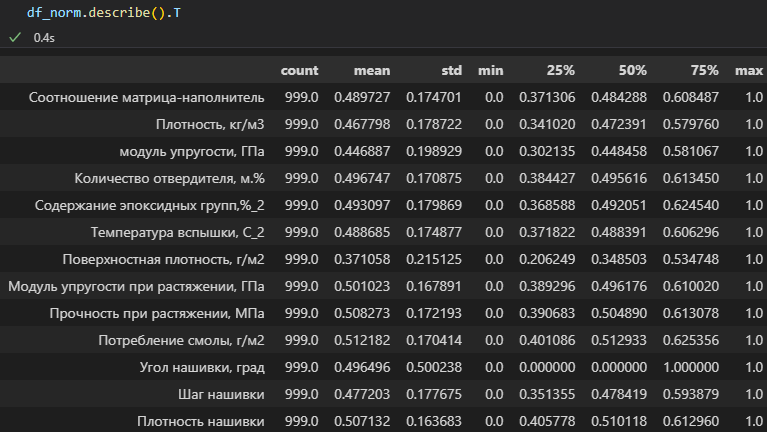 df_norm.describe().T
0.4s
count mean std min 25% 50% 75% max
Соотношение матрица-наполнитель 999.0 0.489727 0.174701 0.0 0.371306 0.484288 0.608487 1.0
Плотность, кг/м3 999.0 0.467798 0.178722 0.0 0.341020 0.472391 0.579760 1.0
модуль упругости, ГПа 999.0 0.446887 0.198929 0.0 0.302135 0.448458 0.581067 1.0
Количество отвердителя, м.% 999.0 0.496747 0.170875 0.0 0.384427 0.495616 0.613450 1.0
Содержание эпоксидных групп,%_2 999.0 0.493097 0.179869 0.0 0.368588 0.492051 0.624540 1.0
Температура вспышки, С_2 999.0 0.488685 0.174877 0.0 0.371822 0.488391 0.606296 1.0
Поверхностная плотность, г/м2 999.0 0.371058 0.215125 0.0 0.206249 0.348503 0.534748 1.0
Модуль упругости при растяжении, ГПа 999.0 0.501023 0.167891 0.0 0.389296 0.496176 0.610020 1.0
Прочность при растяжении, МПа 999.0 0.508273 0.172193 0.0 0.390683 0.504890 0.613078 1.0
Потребление смолы, г/м2 999.0 0.512182 0.170414 0.0 0.401086 0.512933 0.625356 1.0
Угол нашивки, град 999.0 0.496496 0.500238 0.0 0.000000 0.000000 1.000000 1.0
Шаг нашивки 999.0 0.477203 0.177675 0.0 0.351355 0.478419 0.593879 1.0
Плотность нашивки 999.0 0.507132 0.163683 0.0 0.405778 0.510118 0.612960 1.0